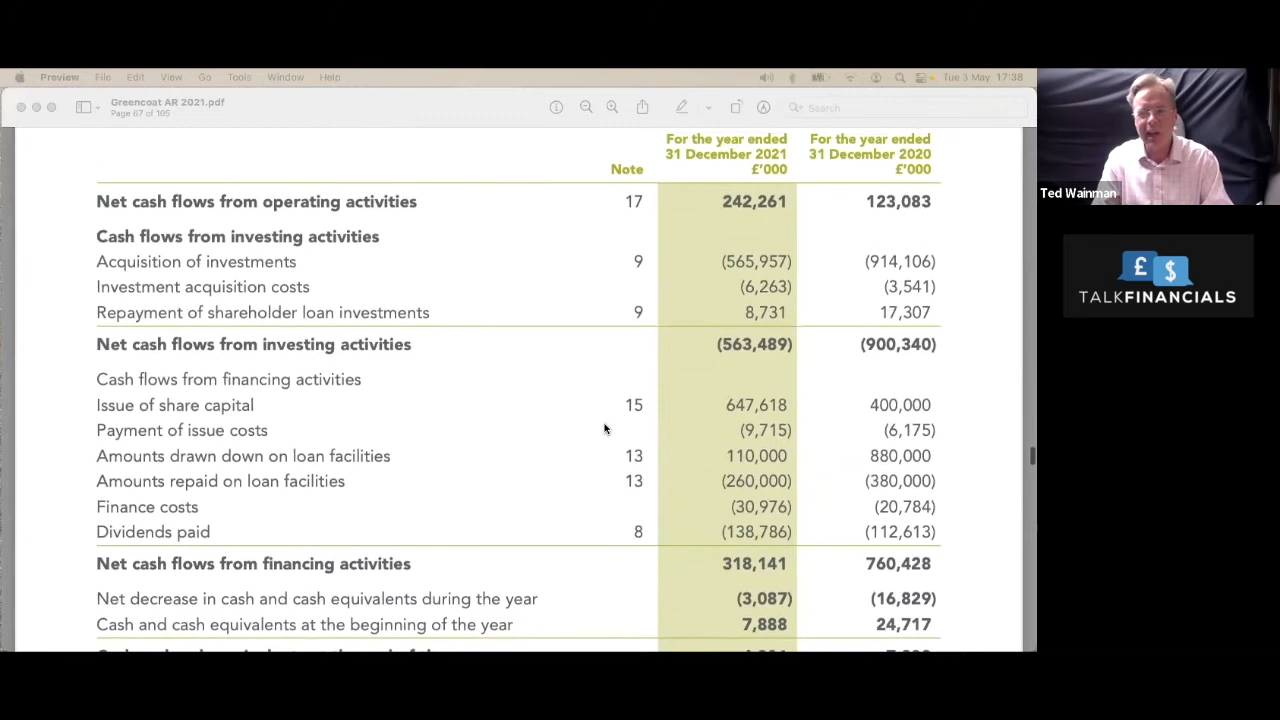 Preview File Edit View Go Tools Window Help Tue 3 May 17:38
Greencoat AR 2021.pdf
Page 67 of 105
Search
For the year ended For the year ended
31 December 2021 31 December 2020
Note £'000 £'000
Net cash flows from operating activities 17 242,261 123,083
Cash flows from investing activities
Acquisition of investments 9 (565,957) (914,106)
Investment acquisition costs (6,263) (3,541)
Repayment of shareholder loan investments 9 8,731 17,307
Net cash flows from investing activities (563,489) (900,340)
Cash flows from financing activities
Issue of share capital 15 647,618 400,000
Payment of issue costs (9,715) (6,175)
Amounts drawn down on loan facilities 13 110,000 880,000
Amounts repaid on loan facilities 13 (260,000) (380,000)
Finance costs (30,976) (20,784)
Dividends paid 8 (138,786) (112,613)
Net cash flows from financing activities 318,141 760,428
Net decrease in cash and cash equivalents during the year (3,087) (16,829)
Cash and cash equivalents at the beginning of the year 7,888 24,717
Ted Wainman
£ $
TALKFINANCIALS